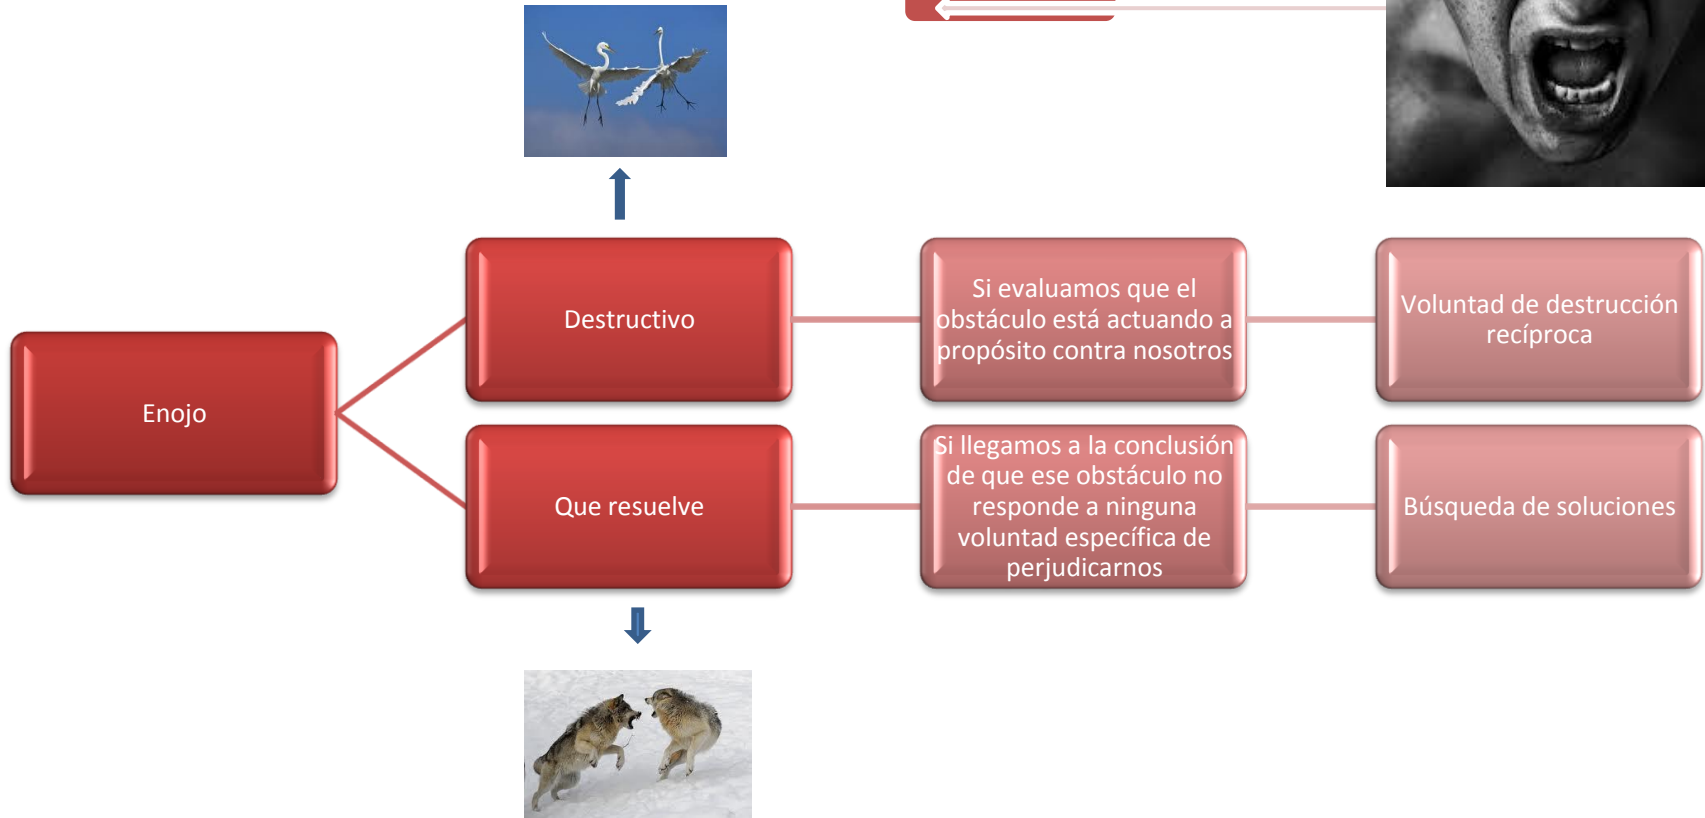 Enojo
Destructivo
Si evaluamos que el
obstáculo está actuando a
propósito contra nosotros
Voluntad de destrucción
recíproca
Que resuelve
Si llegamos a la conclusión
de que ese obstáculo no
responde a ninguna
voluntad específica de
perjudicarnos
Búsqueda de soluciones